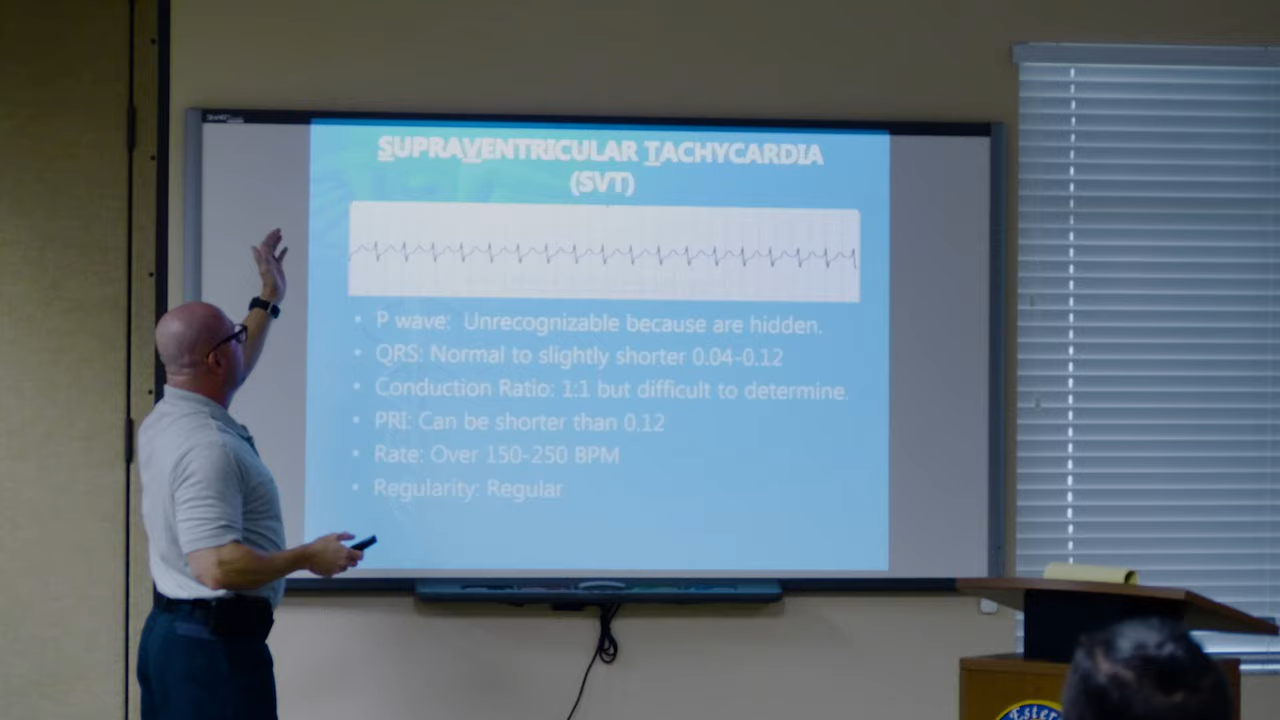 SMART
SUPRAVENTRICULAR TACHYCARDIA
(SVT)
• P wave:  Unrecognizable because are hidden.
• QRS: Normal to slightly shorter 0.04-0.12
• Conduction Ratio: 1:1 but difficult to determine.
• PRI: Can be shorter than 0.12
• Rate: Over 150-250 BPM
• Regularity: Regular
Ester